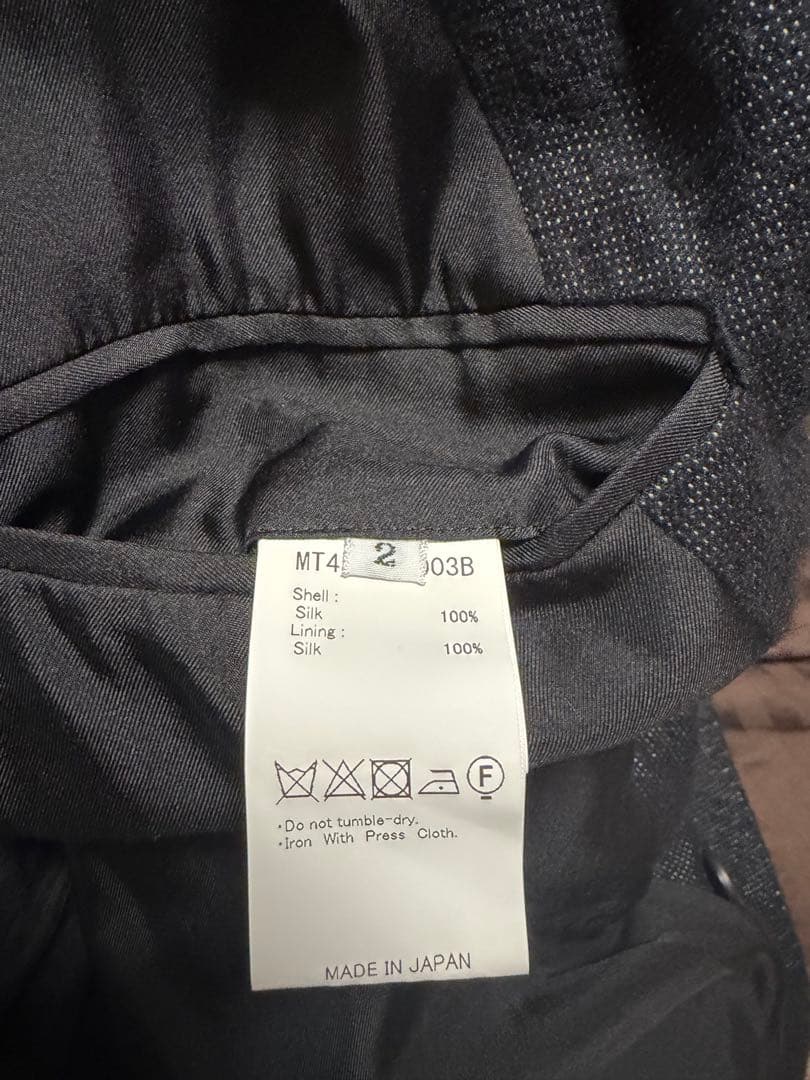 MT4 2 003B
Shell :
Silk 100%
Lining :
Silk 100%
F
·Do not tumble-dry.
·Iron With Press Cloth.
MADE IN JAPAN